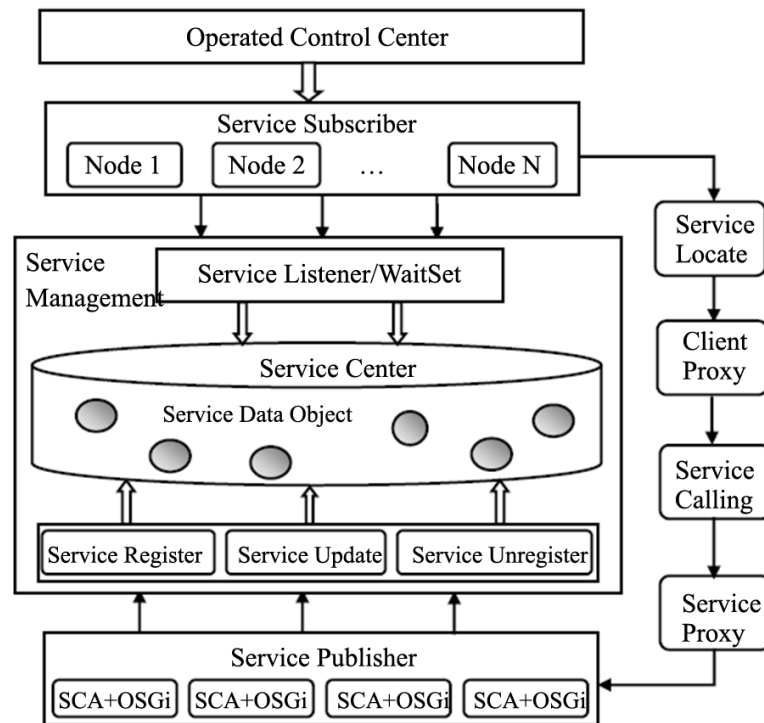 Operated Control Center
Service Subscriber
Node 1
Node 2
…
Node N
Service
Management
Service Listener/WaitSet
Service Center
Service Data Object
Service Register
Service Update
Service Unregister
Service Publisher
SCA+OSGi
SCA+OSGi
SCA+OSGi
SCA+OSGi
Service
Locate
Client
Proxy
Service
Calling
Service
Proxy